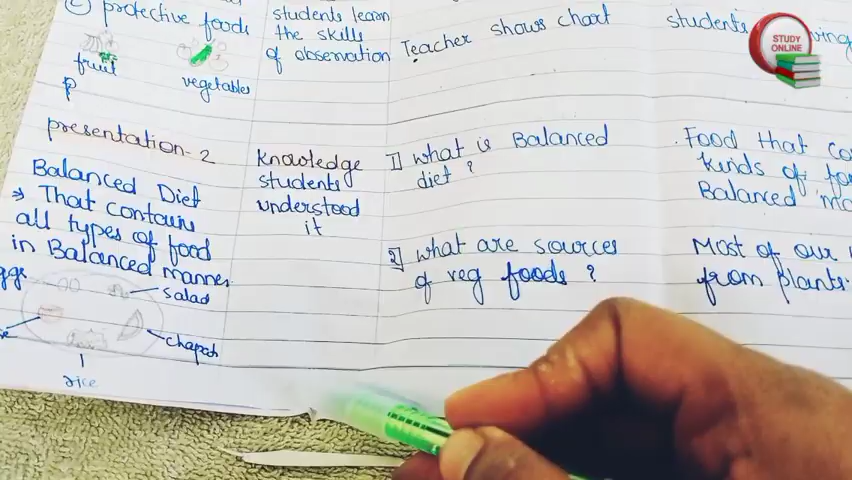 protective foods
fruit
vegetables
p
presentation-2
Balanced Diet
⇒ That contains
all types of food
in Balanced manner
salad
chapati
rice
students learn
the skills
of observation
knowledge
students
understood
it
Teacher shows chart
1] what is Balanced
diet ?
2] what are sources
of veg foods ?
students
Food that
kinds of
Balanced
Most of our
from plants.
STUDY
ONLINE